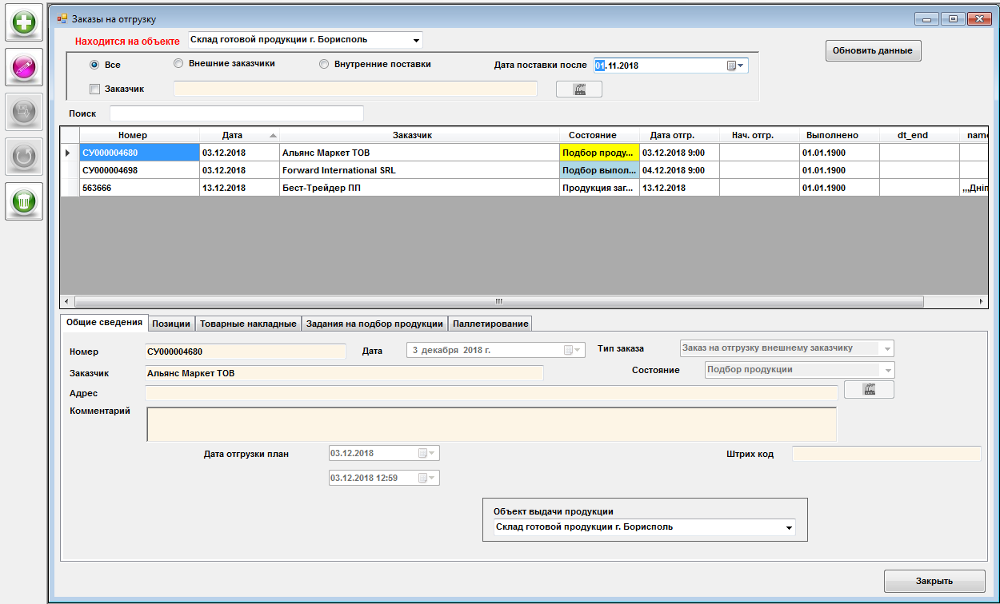 Заказы на отгрузку
Находится на объекте Склад готовой продукции г. Борисполь
Обновить данные
Все Внешние заказчики Внутренние поставки Дата поставки после 01.11.2018
Заказчик
Поиск
Номер Дата Заказчик Состояние Дата отгр. Нач. отгр. Выполнено dt_end name
СУ000004680 03.12.2018 Альянс Маркет ТОВ Подбор проду... 03.12.2018 9:00 01.01.1900
СУ000004698 03.12.2018 Forward International SRL Подбор выпол... 04.12.2018 9:00 01.01.1900
563666 13.12.2018 Бест-Трейдер ПП Продукция заг... 13.12.2018 01.01.1900 ,,,Дніп
Общие сведения Позиции Товарные накладные Задания на подбор продукции Паллетирование
Номер СУ000004680 Дата 3 декабря 2018 г. Тип заказа Заказ на отгрузку внешнему заказчику
Заказчик Альянс Маркет ТОВ Состояние Подбор продукции
Адрес
Комментарий
Дата отгрузки план 03.12.2018 Штрих код
03.12.2018 12:59
Объект выдачи продукции
Склад готовой продукции г. Борисполь
Закрыть